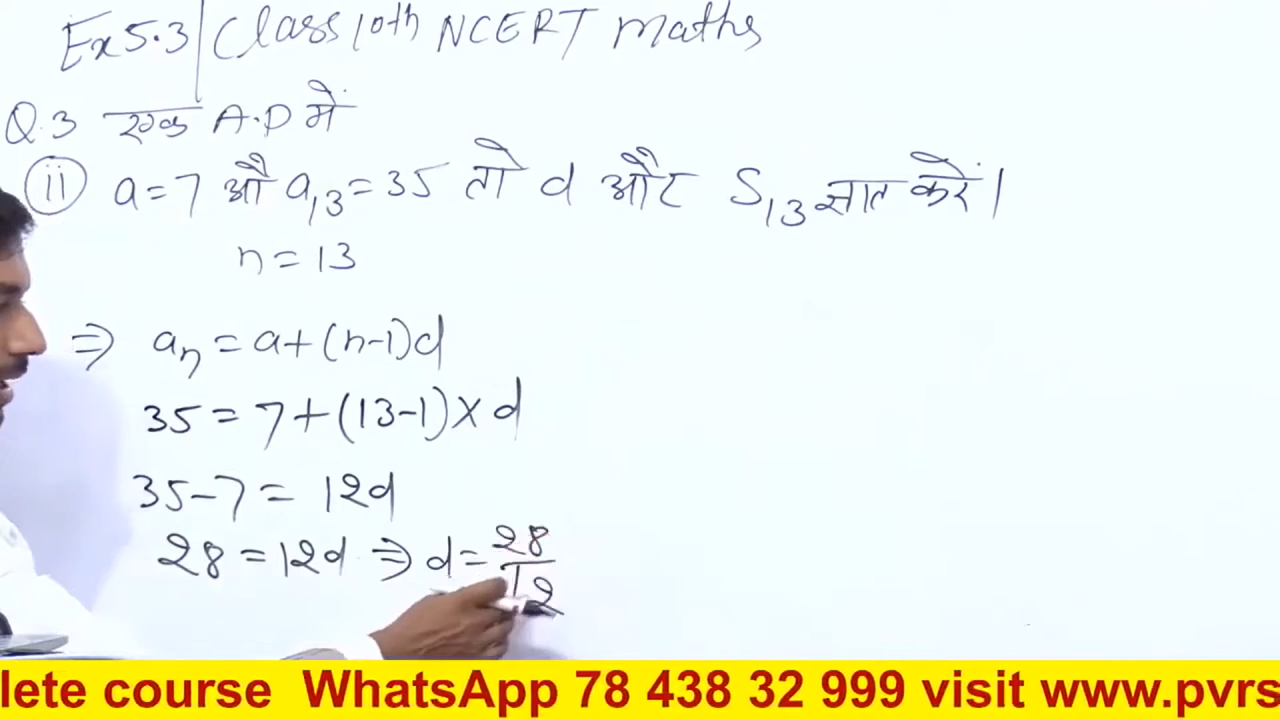 Ex 5.3 | Class 10th NCERT Maths
Q.3 एक A.P में
(ii) a = 7 औ a₁₃ = 35 तो d और S₁₃ ज्ञात करें।
n = 13
⇒ aₙ = a + (n-1)d
35 = 7 + (13-1) × d
35 - 7 = 12d
28 = 12d ⇒ d = 28/12
lete course WhatsApp 78 438 32 999 visit www.pvrs